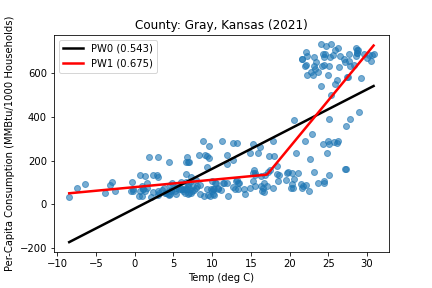 County: Gray, Kansas (2021)
PW0 (0.543)
PW1 (0.675)
Per-Capita Consumption (MMBtu/1000 Households)
600
400
200
0
−200
−10 −5 0 5 10 15 20 25 30
Temp (deg C)